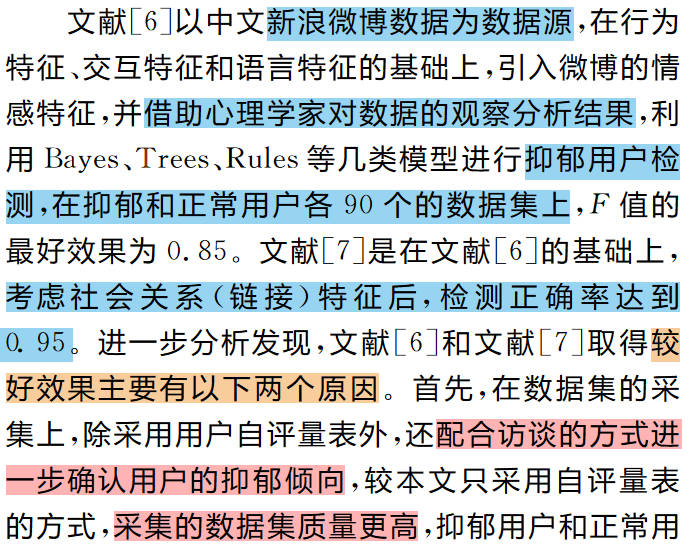 文献[6]以中文新浪微博数据为数据源,在行为
特征、交互特征和语言特征的基础上,引入微博的情
感特征,并借助心理学家对数据的观察分析结果,利
用 Bayes、Trees、Rules 等几类模型进行抑郁用户检
测,在抑郁和正常用户各 90 个的数据集上,F 值的
最好效果为 0.85。文献[7]是在文献[6]的基础上,
考虑社会关系(链接)特征后,检测正确率达到
0.95。进一步分析发现,文献[6]和文献[7]取得较
好效果主要有以下两个原因。首先,在数据集的采
集上,除采用用户自评量表外,还配合访谈的方式进
一步确认用户的抑郁倾向,较本文只采用自评量表
的方式,采集的数据集质量更高,抑郁用户和正常用